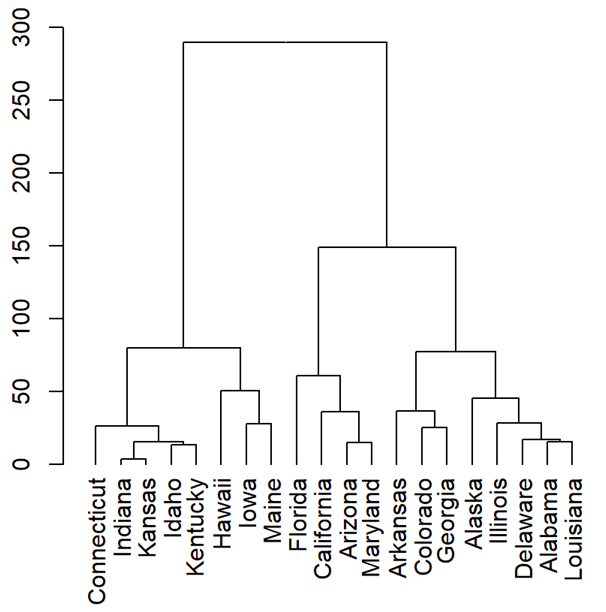 300
250
200
150
100
50
0
Connecticut
Indiana
Kansas
Idaho
Kentucky
Hawaii
Iowa
Maine
Florida
California
Arizona
Maryland
Arkansas
Colorado
Georgia
Alaska
Illinois
Delaware
Alabama
Louisiana